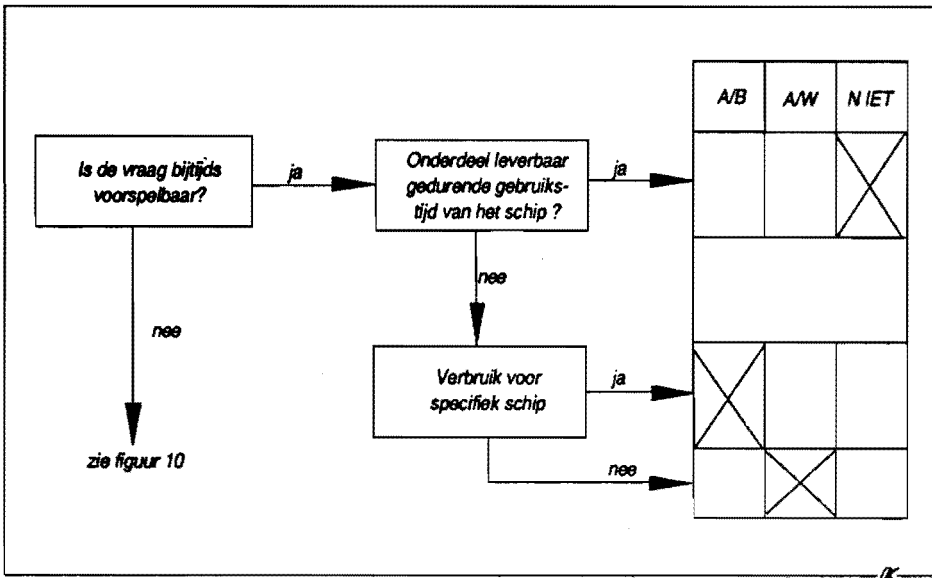 A/B
A/W
N IET
Is de vraag bijtijds
voorspelbaar?
ja
Onderdeel leverbaar
gedurende gebruiks-
tijd van het schip ?
ja
nee
nee
Verbruik voor
specifiek schip
ja
zie figuur 10
nee